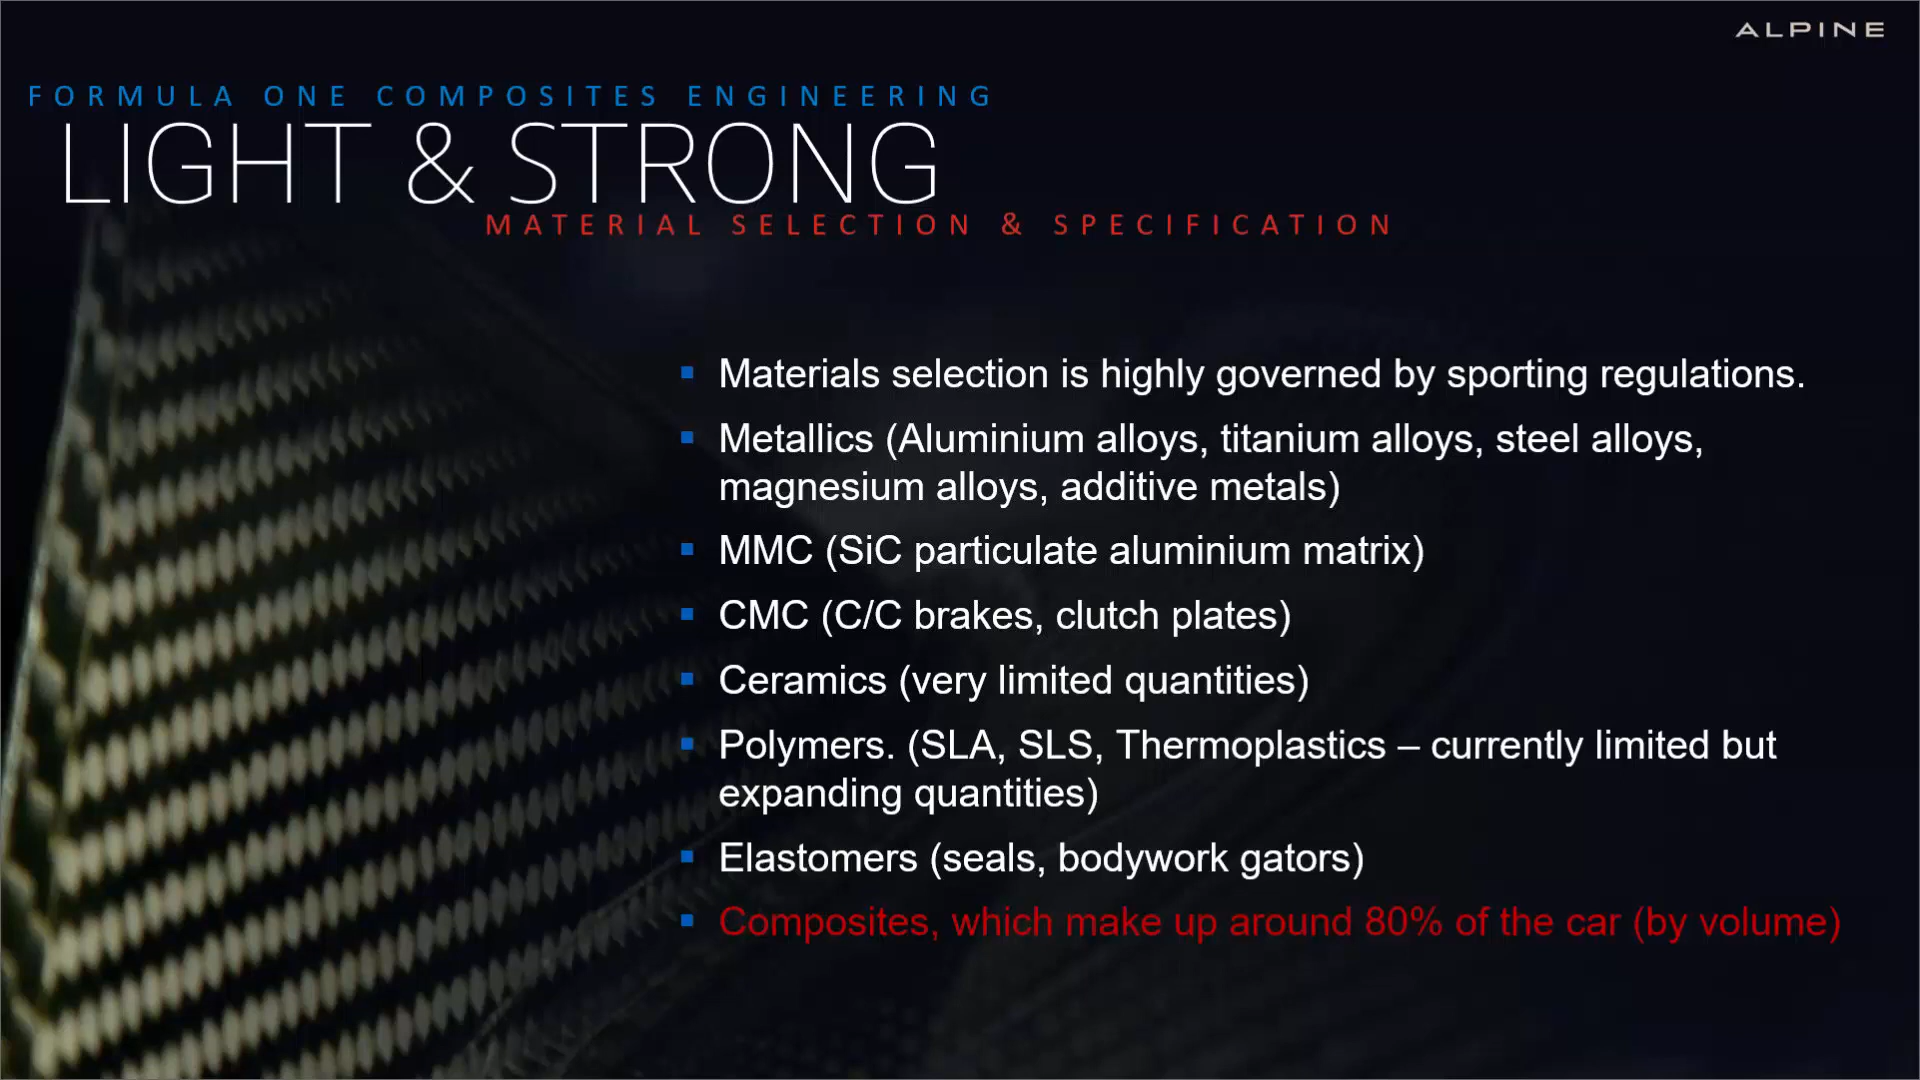 ALPINE
FORMULA ONE COMPOSITES ENGINEERING
LIGHT & STRONG
MATERIAL SELECTION & SPECIFICATION
▪ Materials selection is highly governed by sporting regulations.
▪ Metallics (Aluminium alloys, titanium alloys, steel alloys,
magnesium alloys, additive metals)
▪ MMC (SiC particulate aluminium matrix)
▪ CMC (C/C brakes, clutch plates)
▪ Ceramics (very limited quantities)
▪ Polymers. (SLA, SLS, Thermoplastics – currently limited but
expanding quantities)
▪ Elastomers (seals, bodywork gators)
▪ Composites, which make up around 80% of the car (by volume)